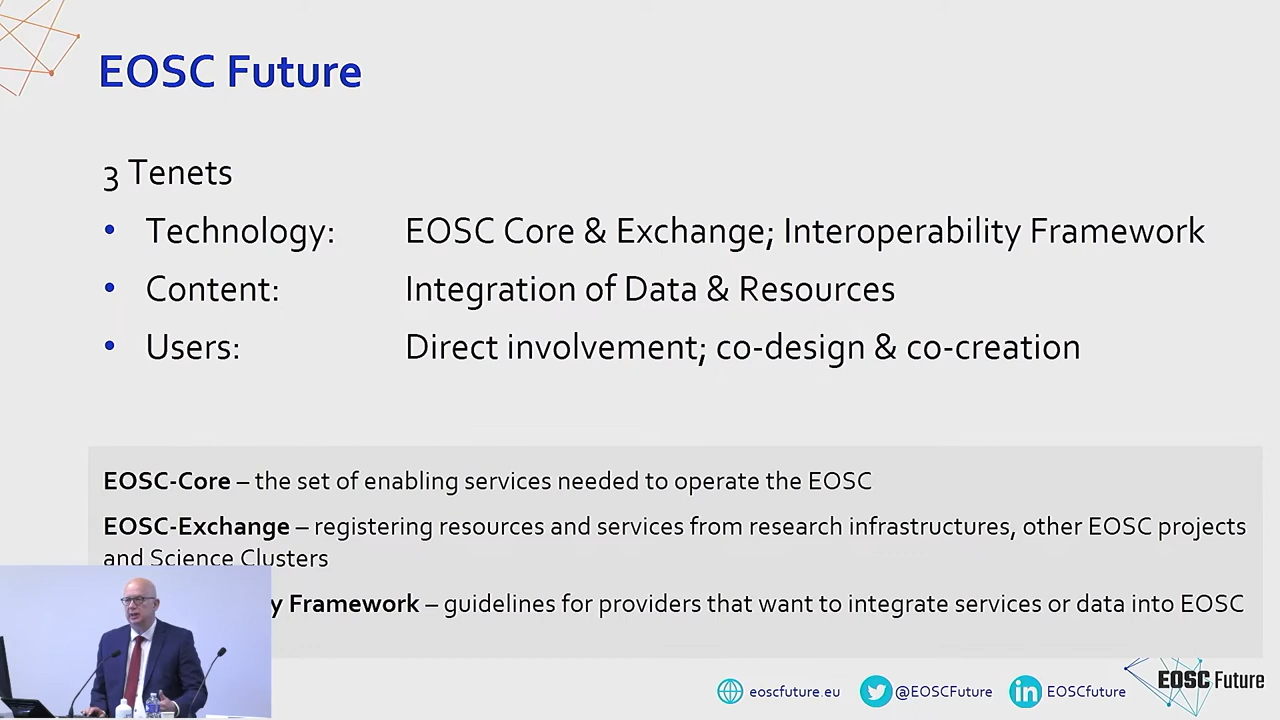 EOSC Future
3 Tenets
• Technology: EOSC Core & Exchange; Interoperability Framework
• Content: Integration of Data & Resources
• Users: Direct involvement; co-design & co-creation
EOSC-Core – the set of enabling services needed to operate the EOSC
EOSC-Exchange – registering resources and services from research infrastructures, other EOSC projects
and Science Clusters
y Framework – guidelines for providers that want to integrate services or data into EOSC
eoscfuture.eu @EOSCFuture in EOSCfuture EOSC Future